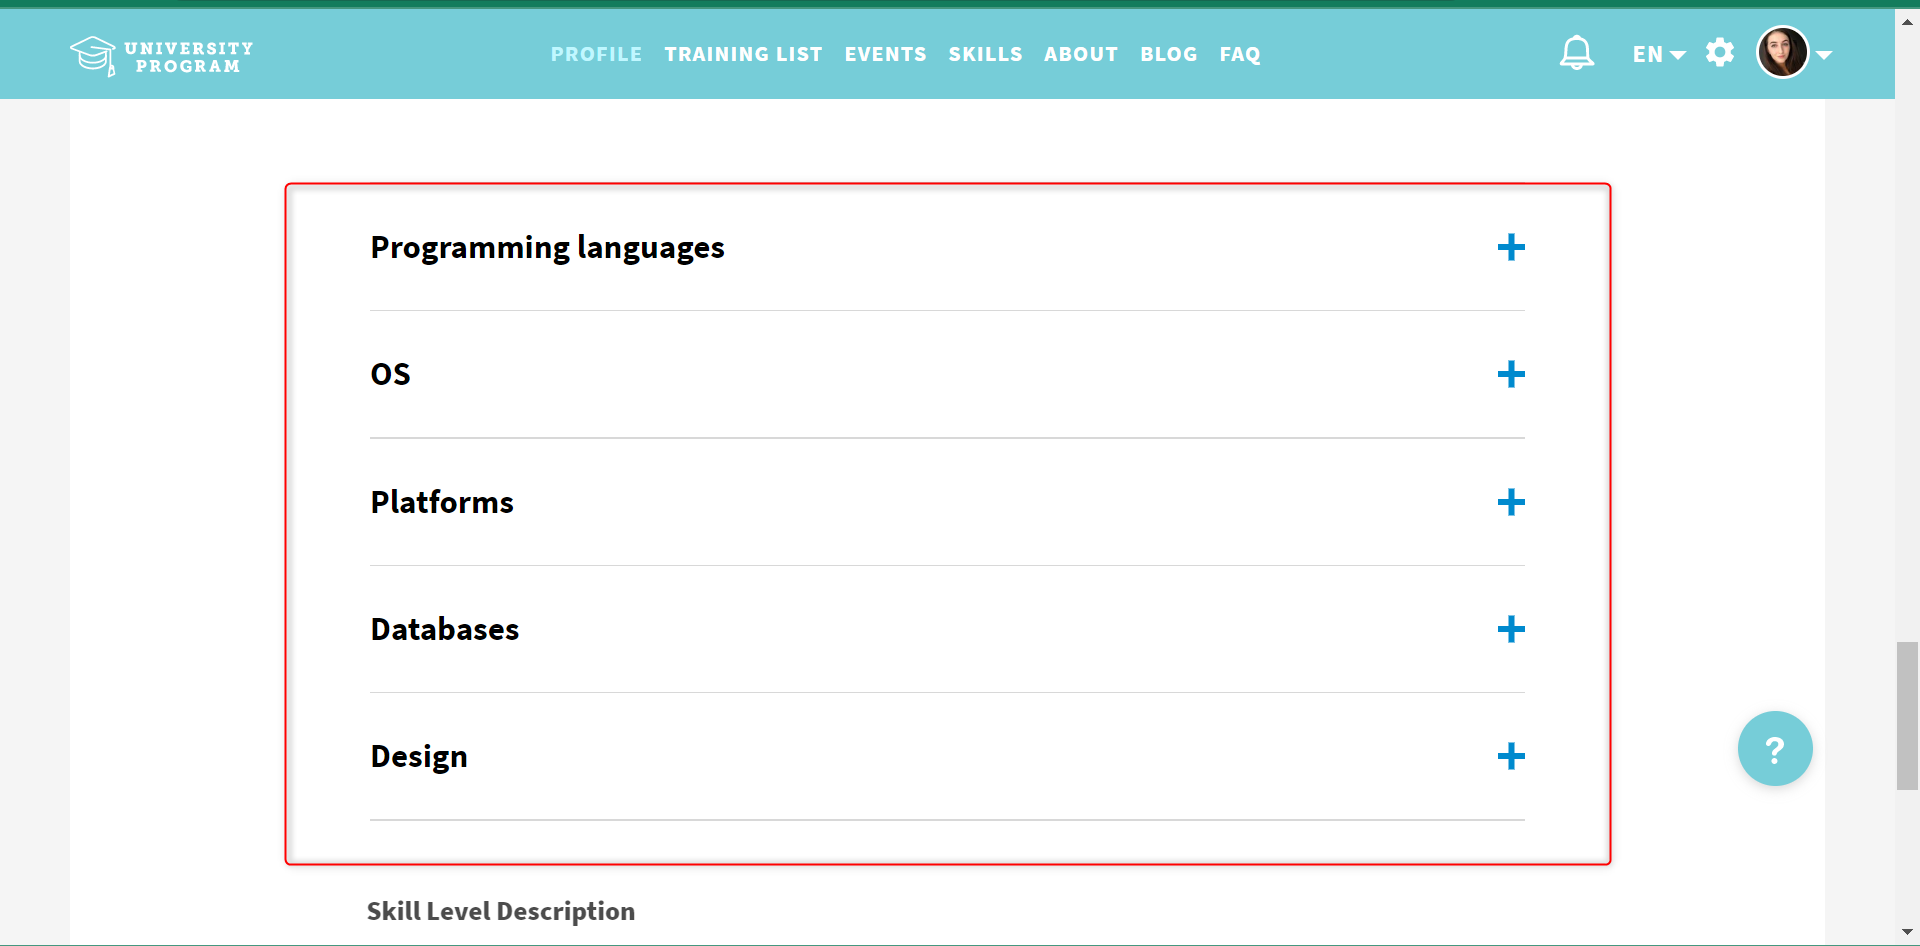 UNIVERSITY
PROGRAM
PROFILE TRAINING LIST EVENTS SKILLS ABOUT BLOG FAQ EN
Programming languages
OS
Platforms
Databases
Design
?
Skill Level Description